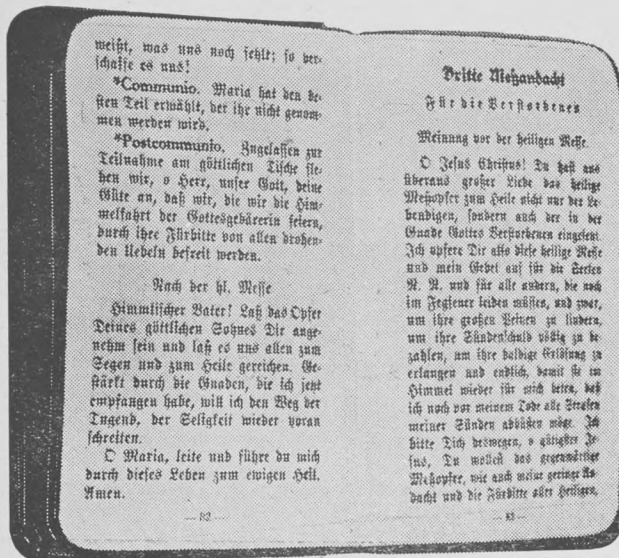 weißt, was uns noch fehlt; so ver-
schaffe es uns!
*Communio. Maria hat den be-
sten Teil erwählt, der ihr nicht genom-
men werden wird.
*Postcommunio. Zugelassen zur
Teilnahme am göttlichen Tische fle-
hen wir, o Herr, unser Gott, deine
Güte an, daß wir, die wir die Him-
melfahrt der Gottesgebärerin feiern,
durch ihre Fürbitte von allen drohen-
den Uebeln befreit werden.
Nach der hl. Messe
Himmlischer Vater! Laß das Opfer
Deines göttlichen Sohnes Dir ange-
nehm sein und laß es uns allen zum
Segen und zum Heile gereichen. Ge-
stärkt durch die Gnaden, die ich jetzt
empfangen habe, will ich den Weg der
Tugend, der Seligkeit wieder voran
schreiten.
O Maria, leite und führe du mich
durch dieses Leben zum ewigen Heil.
Amen.
— 82 —
Dritte Meßandacht
Für die Verstorbenen
Meinung vor der heiligen Messe.
O Jesus Christus! Du hast aus
überaus großer Liebe das heilige
Meßopfer zum Heile nicht nur der Le-
bendigen, sondern auch der in der
Gnade Gottes Verstorbenen eingesetzt.
Ich opfere Dir also diese heilige Messe
und mein Gebet auf für die Seelen
N. N. und für alle andern, die noch
im Fegfeuer leiden müssen, und zwar,
um ihre großen Peinen zu lindern,
um ihre Sündenschuld völlig zu be-
zahlen, um ihre baldige Erlösung zu
erlangen und endlich, damit sie im
Himmel wieder für mich beten, daß
ich noch vor meinem Tode alle Strafen
meiner Sünden abbüßen möge. Ich
bitte Dich deswegen, o gütigster Je-
sus, Du wollest das gegenwärtige
Meßopfer, wie auch meine geringe An-
dacht und die Fürbitte aller Heiligen,
— 83 —